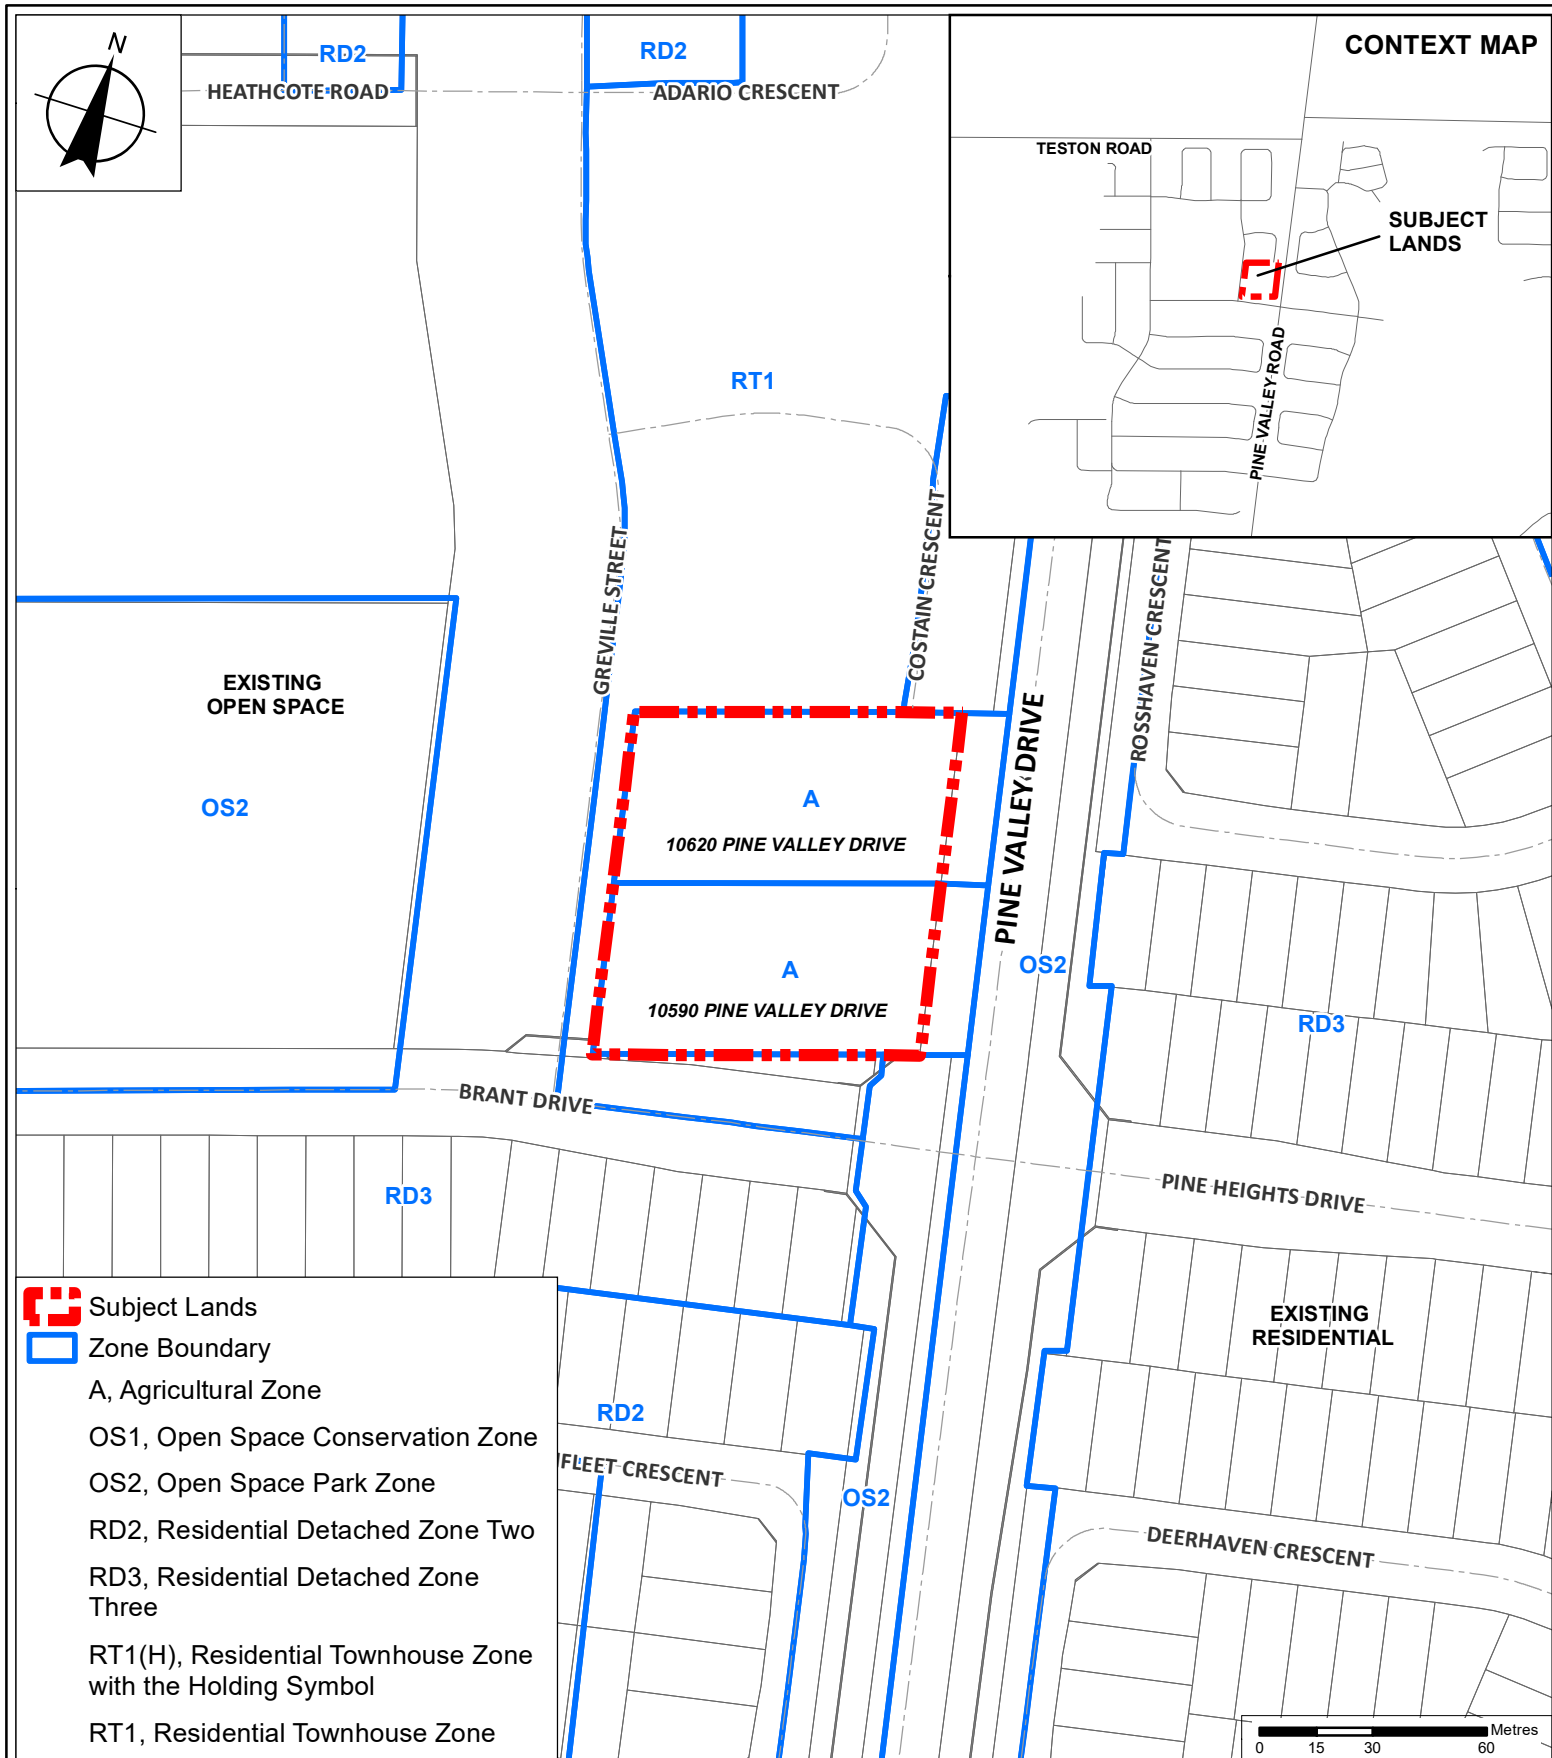 N
RD2
HEATHCOTE ROAD
RD2
ADARIO CRESCENT
CONTEXT MAP
TESTON ROAD
SUBJECT
LANDS
PINE VALLEY ROAD
RT1
GREVILLE STREET
COSTAIN CRESCENT
ROSSHAVEN CRESCENT
EXISTING
OPEN SPACE
OS2
A
10620 PINE VALLEY DRIVE
PINE VALLEY DRIVE
A
10590 PINE VALLEY DRIVE
OS2
RD3
BRANT DRIVE
PINE HEIGHTS DRIVE
RD3
EXISTING
RESIDENTIAL
RD2
FLEET CRESCENT
OS2
DEERHAVEN CRESCENT
Subject Lands
Zone Boundary
A, Agricultural Zone
OS1, Open Space Conservation Zone
OS2, Open Space Park Zone
RD2, Residential Detached Zone Two
RD3, Residential Detached Zone
Three
RT1(H), Residential Townhouse Zone
with the Holding Symbol
RT1, Residential Townhouse Zone
Metres
0 15 30 60